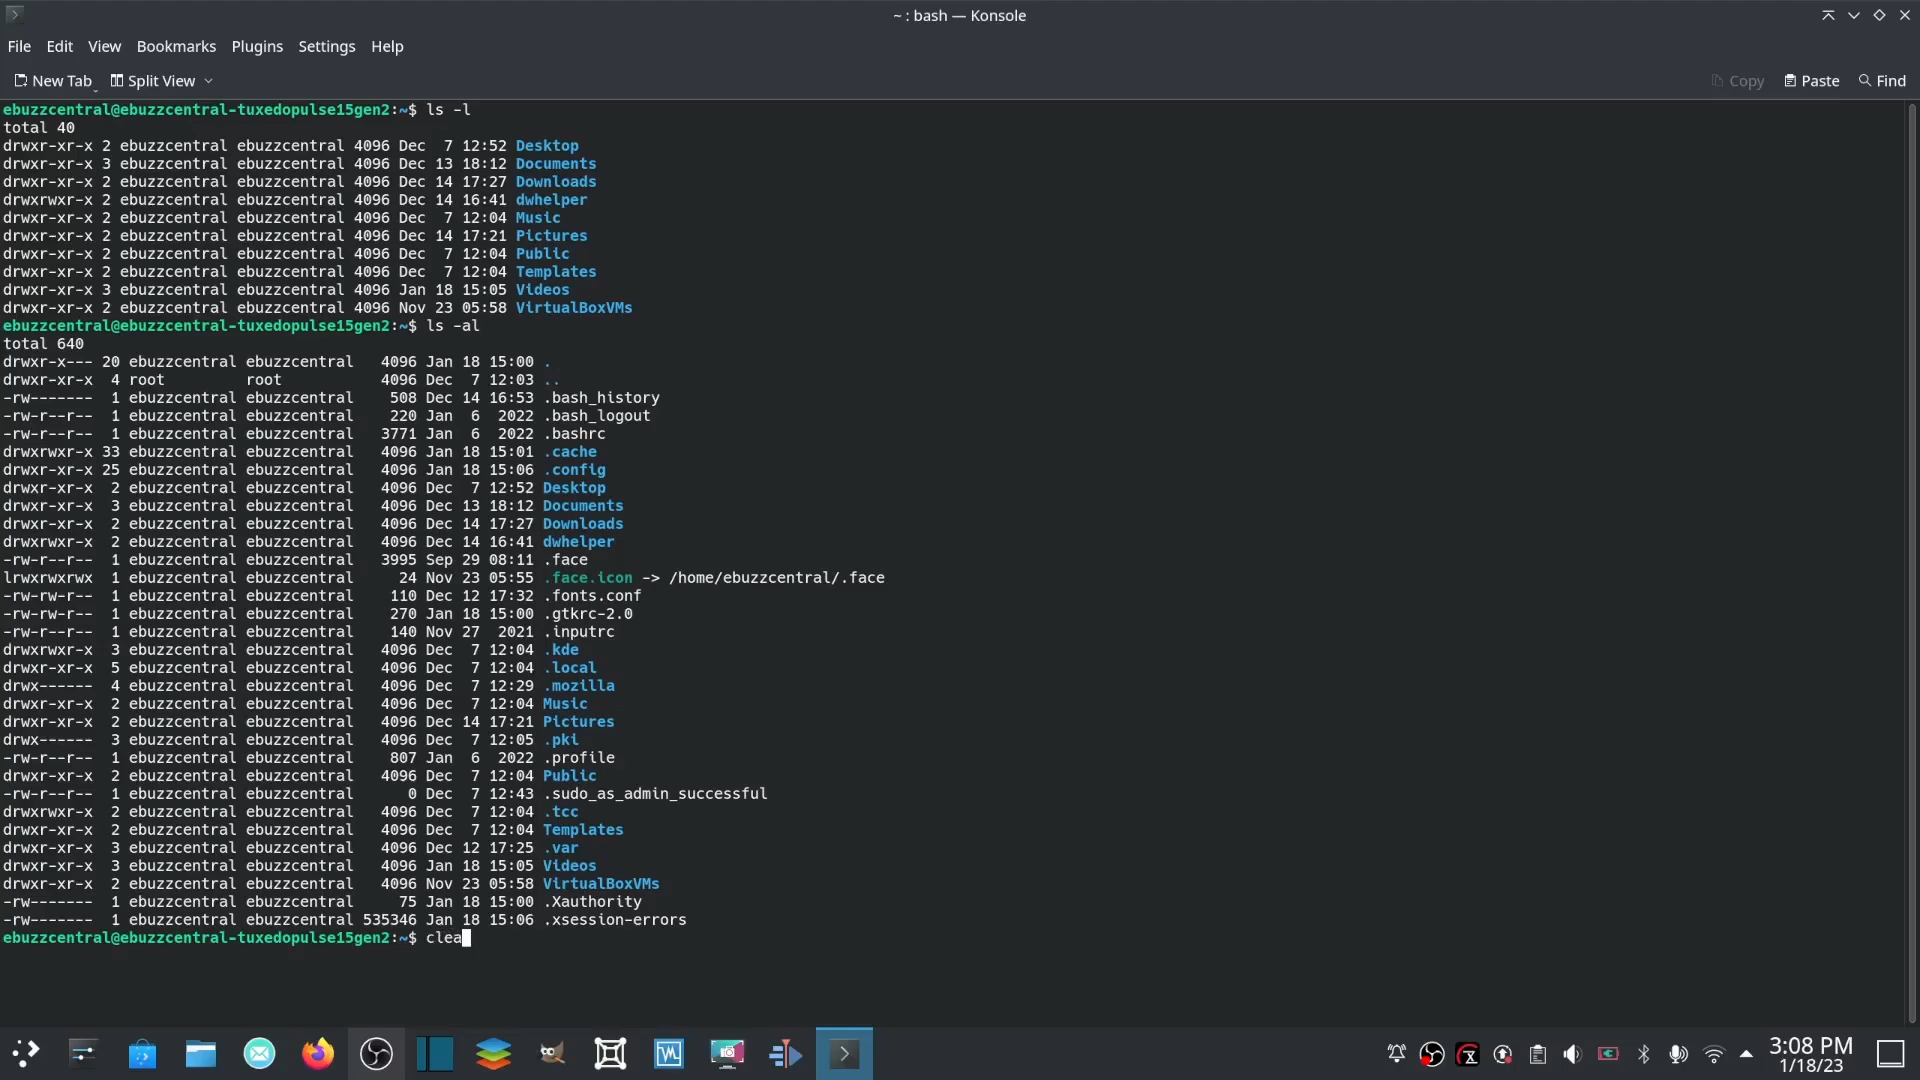 ~ : bash — Konsole
File Edit View Bookmarks Plugins Settings Help
New Tab Split View Copy Paste Find
ebuzzcentral@ebuzzcentral-tuxedopulse15gen2:~$ ls -l
total 40
drwxr-xr-x 2 ebuzzcentral ebuzzcentral 4096 Dec  7 12:52 Desktop
drwxr-xr-x 3 ebuzzcentral ebuzzcentral 4096 Dec 13 18:12 Documents
drwxr-xr-x 2 ebuzzcentral ebuzzcentral 4096 Dec 14 17:27 Downloads
drwxrwxr-x 2 ebuzzcentral ebuzzcentral 4096 Dec 14 16:41 dwhelper
drwxr-xr-x 2 ebuzzcentral ebuzzcentral 4096 Dec  7 12:04 Music
drwxr-xr-x 2 ebuzzcentral ebuzzcentral 4096 Dec 14 17:21 Pictures
drwxr-xr-x 2 ebuzzcentral ebuzzcentral 4096 Dec  7 12:04 Public
drwxr-xr-x 2 ebuzzcentral ebuzzcentral 4096 Dec  7 12:04 Templates
drwxr-xr-x 3 ebuzzcentral ebuzzcentral 4096 Jan 18 15:05 Videos
drwxr-xr-x 2 ebuzzcentral ebuzzcentral 4096 Nov 23 05:58 VirtualBoxVMs
ebuzzcentral@ebuzzcentral-tuxedopulse15gen2:~$ ls -al
total 640
drwxr-x--- 20 ebuzzcentral ebuzzcentral   4096 Jan 18 15:00 .
drwxr-xr-x  4 root         root           4096 Dec  7 12:03 ..
-rw-------  1 ebuzzcentral ebuzzcentral    508 Dec 14 16:53 .bash_history
-rw-r--r--  1 ebuzzcentral ebuzzcentral    220 Jan  6  2022 .bash_logout
-rw-r--r--  1 ebuzzcentral ebuzzcentral   3771 Jan  6  2022 .bashrc
drwxrwxr-x 33 ebuzzcentral ebuzzcentral   4096 Jan 18 15:01 .cache
drwxr-xr-x 25 ebuzzcentral ebuzzcentral   4096 Jan 18 15:06 .config
drwxr-xr-x  2 ebuzzcentral ebuzzcentral   4096 Dec  7 12:52 Desktop
drwxr-xr-x  3 ebuzzcentral ebuzzcentral   4096 Dec 13 18:12 Documents
drwxr-xr-x  2 ebuzzcentral ebuzzcentral   4096 Dec 14 17:27 Downloads
drwxrwxr-x  2 ebuzzcentral ebuzzcentral   4096 Dec 14 16:41 dwhelper
-rw-r--r--  1 ebuzzcentral ebuzzcentral   3995 Sep 29 08:11 .face
lrwxrwxrwx  1 ebuzzcentral ebuzzcentral     24 Nov 23 05:55 .face.icon -> /home/ebuzzcentral/.face
-rw-rw-r--  1 ebuzzcentral ebuzzcentral    110 Dec 12 17:32 .fonts.conf
-rw-rw-r--  1 ebuzzcentral ebuzzcentral    270 Jan 18 15:00 .gtkrc-2.0
-rw-r--r--  1 ebuzzcentral ebuzzcentral    140 Nov 27  2021 .inputrc
drwxrwxr-x  3 ebuzzcentral ebuzzcentral   4096 Dec  7 12:04 .kde
drwxr-xr-x  5 ebuzzcentral ebuzzcentral   4096 Dec  7 12:04 .local
drwx------  4 ebuzzcentral ebuzzcentral   4096 Dec  7 12:29 .mozilla
drwxr-xr-x  2 ebuzzcentral ebuzzcentral   4096 Dec  7 12:04 Music
drwxr-xr-x  2 ebuzzcentral ebuzzcentral   4096 Dec 14 17:21 Pictures
drwx------  3 ebuzzcentral ebuzzcentral   4096 Dec  7 12:05 .pki
-rw-r--r--  1 ebuzzcentral ebuzzcentral    807 Jan  6  2022 .profile
drwxr-xr-x  2 ebuzzcentral ebuzzcentral   4096 Dec  7 12:04 Public
-rw-r--r--  1 ebuzzcentral ebuzzcentral      0 Dec  7 12:43 .sudo_as_admin_successful
drwxrwxr-x  2 ebuzzcentral ebuzzcentral   4096 Dec  7 12:04 .tcc
drwxr-xr-x  2 ebuzzcentral ebuzzcentral   4096 Dec  7 12:04 Templates
drwxr-xr-x  3 ebuzzcentral ebuzzcentral   4096 Dec 12 17:25 .var
drwxr-xr-x  3 ebuzzcentral ebuzzcentral   4096 Jan 18 15:05 Videos
drwxr-xr-x  2 ebuzzcentral ebuzzcentral   4096 Nov 23 05:58 VirtualBoxVMs
-rw-------  1 ebuzzcentral ebuzzcentral     75 Jan 18 15:00 .Xauthority
-rw-------  1 ebuzzcentral ebuzzcentral 535346 Jan 18 15:06 .xsession-errors
ebuzzcentral@ebuzzcentral-tuxedopulse15gen2:~$ clea
3:08 PM
1/18/23